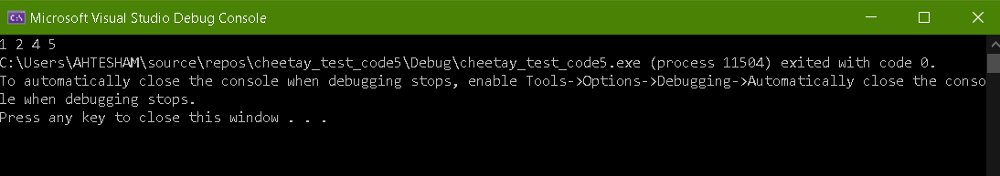 Microsoft Visual Studio Debug Console
1 2 4 5
C:\Users\AHTESHAM\source\repos\cheetay_test_code5\Debug\cheetay_test_code5.exe (process 11504) exited with code 0.
To automatically close the console when debugging stops, enable Tools->Options->Debugging->Automatically close the conso
le when debugging stops.
Press any key to close this window . . .